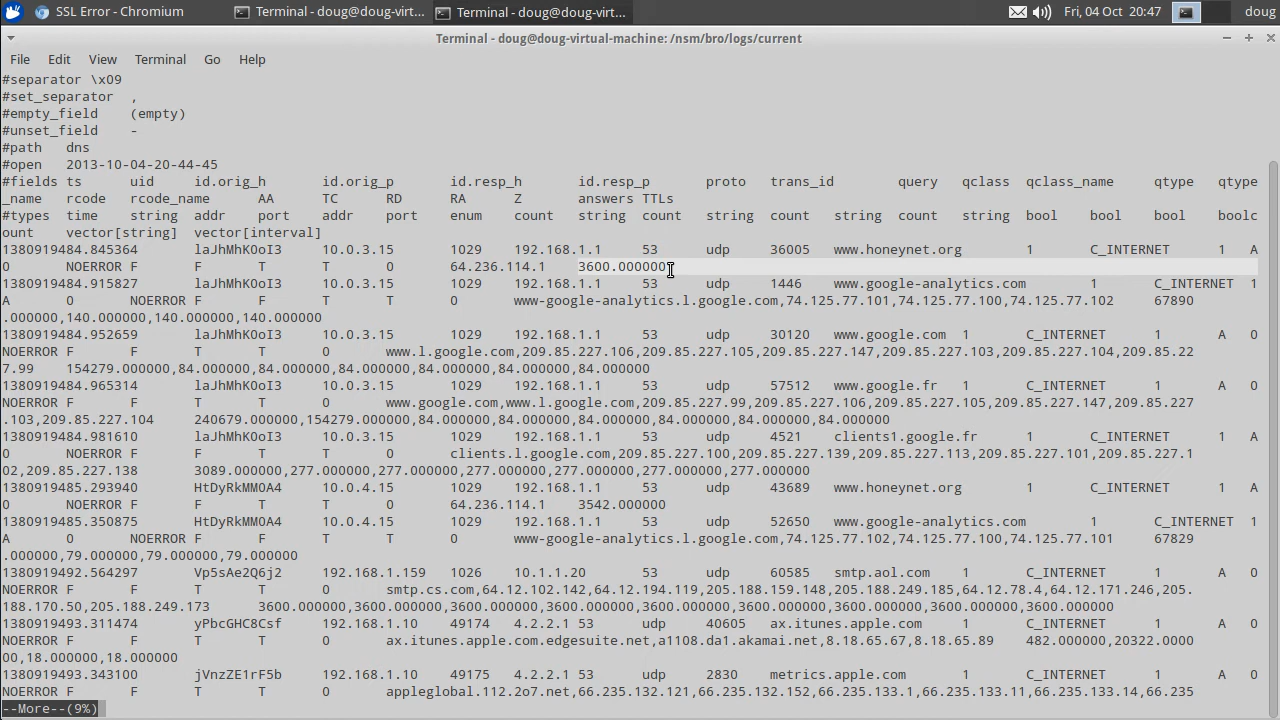 SSL Error - Chromium Terminal - doug@doug-virt... Terminal - doug@doug-virt... Fri, 04 Oct 20:47 doug
Terminal - doug@doug-virtual-machine: /nsm/bro/logs/current
File Edit View Terminal Go Help
#separator \x09
#set_separator ,
#empty_field (empty)
#unset_field -
#path dns
#open 2013-10-04-20-44-45
#fields ts uid id.orig_h id.orig_p id.resp_h id.resp_p proto trans_id query qclass qclass_name qtype qtype
_name rcode rcode_name AA TC RD RA Z answers TTLs
#types time string addr port addr port enum count string count string count string bool bool bool boolc
ount vector[string] vector[interval]
1380919484.845364 laJhMhKOoI3 10.0.3.15 1029 192.168.1.1 53 udp 36005 www.honeynet.org 1 C_INTERNET 1 A
0 NOERROR F F T T 0 64.236.114.1 3600.000000
1380919484.915827 laJhMhKOoI3 10.0.3.15 1029 192.168.1.1 53 udp 1446 www.google-analytics.com 1 C_INTERNET 1
A 0 NOERROR F F T T 0 www-google-analytics.l.google.com,74.125.77.101,74.125.77.100,74.125.77.102 67890
.000000,140.000000,140.000000,140.000000
1380919484.952659 laJhMhKOoI3 10.0.3.15 1029 192.168.1.1 53 udp 30120 www.google.com 1 C_INTERNET 1 A 0
NOERROR F F T T 0 www.l.google.com,209.85.227.106,209.85.227.105,209.85.227.147,209.85.227.103,209.85.227.104,209.85.22
7.99 154279.000000,84.000000,84.000000,84.000000,84.000000,84.000000,84.000000
1380919484.965314 laJhMhKOoI3 10.0.3.15 1029 192.168.1.1 53 udp 57512 www.google.fr 1 C_INTERNET 1 A 0
NOERROR F F T T 0 www.google.com,www.l.google.com,209.85.227.99,209.85.227.106,209.85.227.105,209.85.227.147,209.85.227
.103,209.85.227.104 240679.000000,154279.000000,84.000000,84.000000,84.000000,84.000000,84.000000,84.000000
1380919484.981610 laJhMhKOoI3 10.0.3.15 1029 192.168.1.1 53 udp 4521 clients1.google.fr 1 C_INTERNET 1 A
0 NOERROR F F T T 0 clients.l.google.com,209.85.227.100,209.85.227.139,209.85.227.113,209.85.227.101,209.85.227.1
02,209.85.227.138 3089.000000,277.000000,277.000000,277.000000,277.000000,277.000000,277.000000
1380919485.293940 HtDyRkMMOA4 10.0.4.15 1029 192.168.1.1 53 udp 43689 www.honeynet.org 1 C_INTERNET 1 A
0 NOERROR F F T T 0 64.236.114.1 3542.000000
1380919485.350875 HtDyRkMMOA4 10.0.4.15 1029 192.168.1.1 53 udp 52650 www.google-analytics.com 1 C_INTERNET 1
A 0 NOERROR F F T T 0 www-google-analytics.l.google.com,74.125.77.102,74.125.77.100,74.125.77.101 67829
.000000,79.000000,79.000000,79.000000
1380919492.564297 Vp5sAe2Q6j2 192.168.1.159 1026 10.1.1.20 53 udp 60585 smtp.aol.com 1 C_INTERNET 1 A 0
NOERROR F F T T 0 smtp.cs.com,64.12.102.142,64.12.194.119,205.188.159.148,205.188.249.185,64.12.78.4,64.12.171.246,205.
188.170.50,205.188.249.173 3600.000000,3600.000000,3600.000000,3600.000000,3600.000000,3600.000000,3600.000000,3600.000000,3600.000000
1380919493.311474 yPbcGHC8Csf 192.168.1.10 49174 4.2.2.1 53 udp 40605 ax.itunes.apple.com 1 C_INTERNET 1 A 0
NOERROR F F T T 0 ax.itunes.apple.com.edgesuite.net,a1108.da1.akamai.net,8.18.65.67,8.18.65.89 482.000000,20322.0000
00,18.000000,18.000000
1380919493.343100 jVnzZE1rF5b 192.168.1.10 49175 4.2.2.1 53 udp 2830 metrics.apple.com 1 C_INTERNET 1 A 0
NOERROR F F T T 0 appleglobal.112.2o7.net,66.235.132.121,66.235.132.152,66.235.133.1,66.235.133.11,66.235.133.14,66.235
--More--(9%)